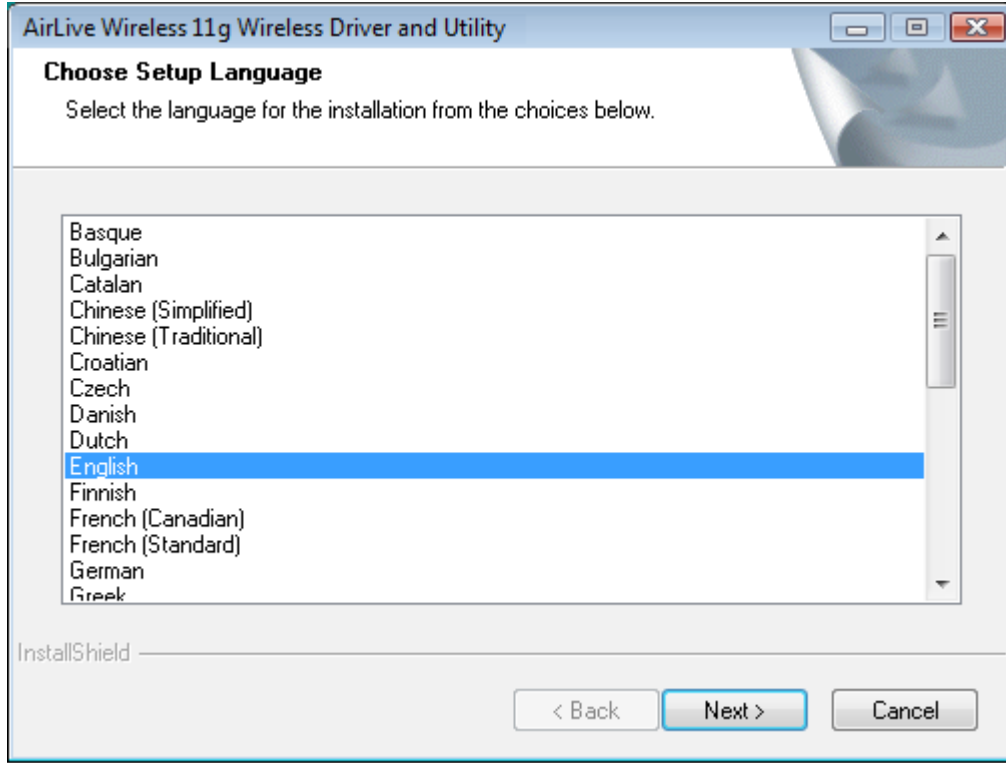 AirLive Wireless 11g Wireless Driver and Utility
Choose Setup Language
Select the language for the installation from the choices below.
Basque
Bulgarian
Catalan
Chinese (Simplified)
Chinese (Traditional)
Croatian
Czech
Danish
Dutch
English
Finnish
French (Canadian)
French (Standard)
German
Greek
InstallShield
< Back Next > Cancel